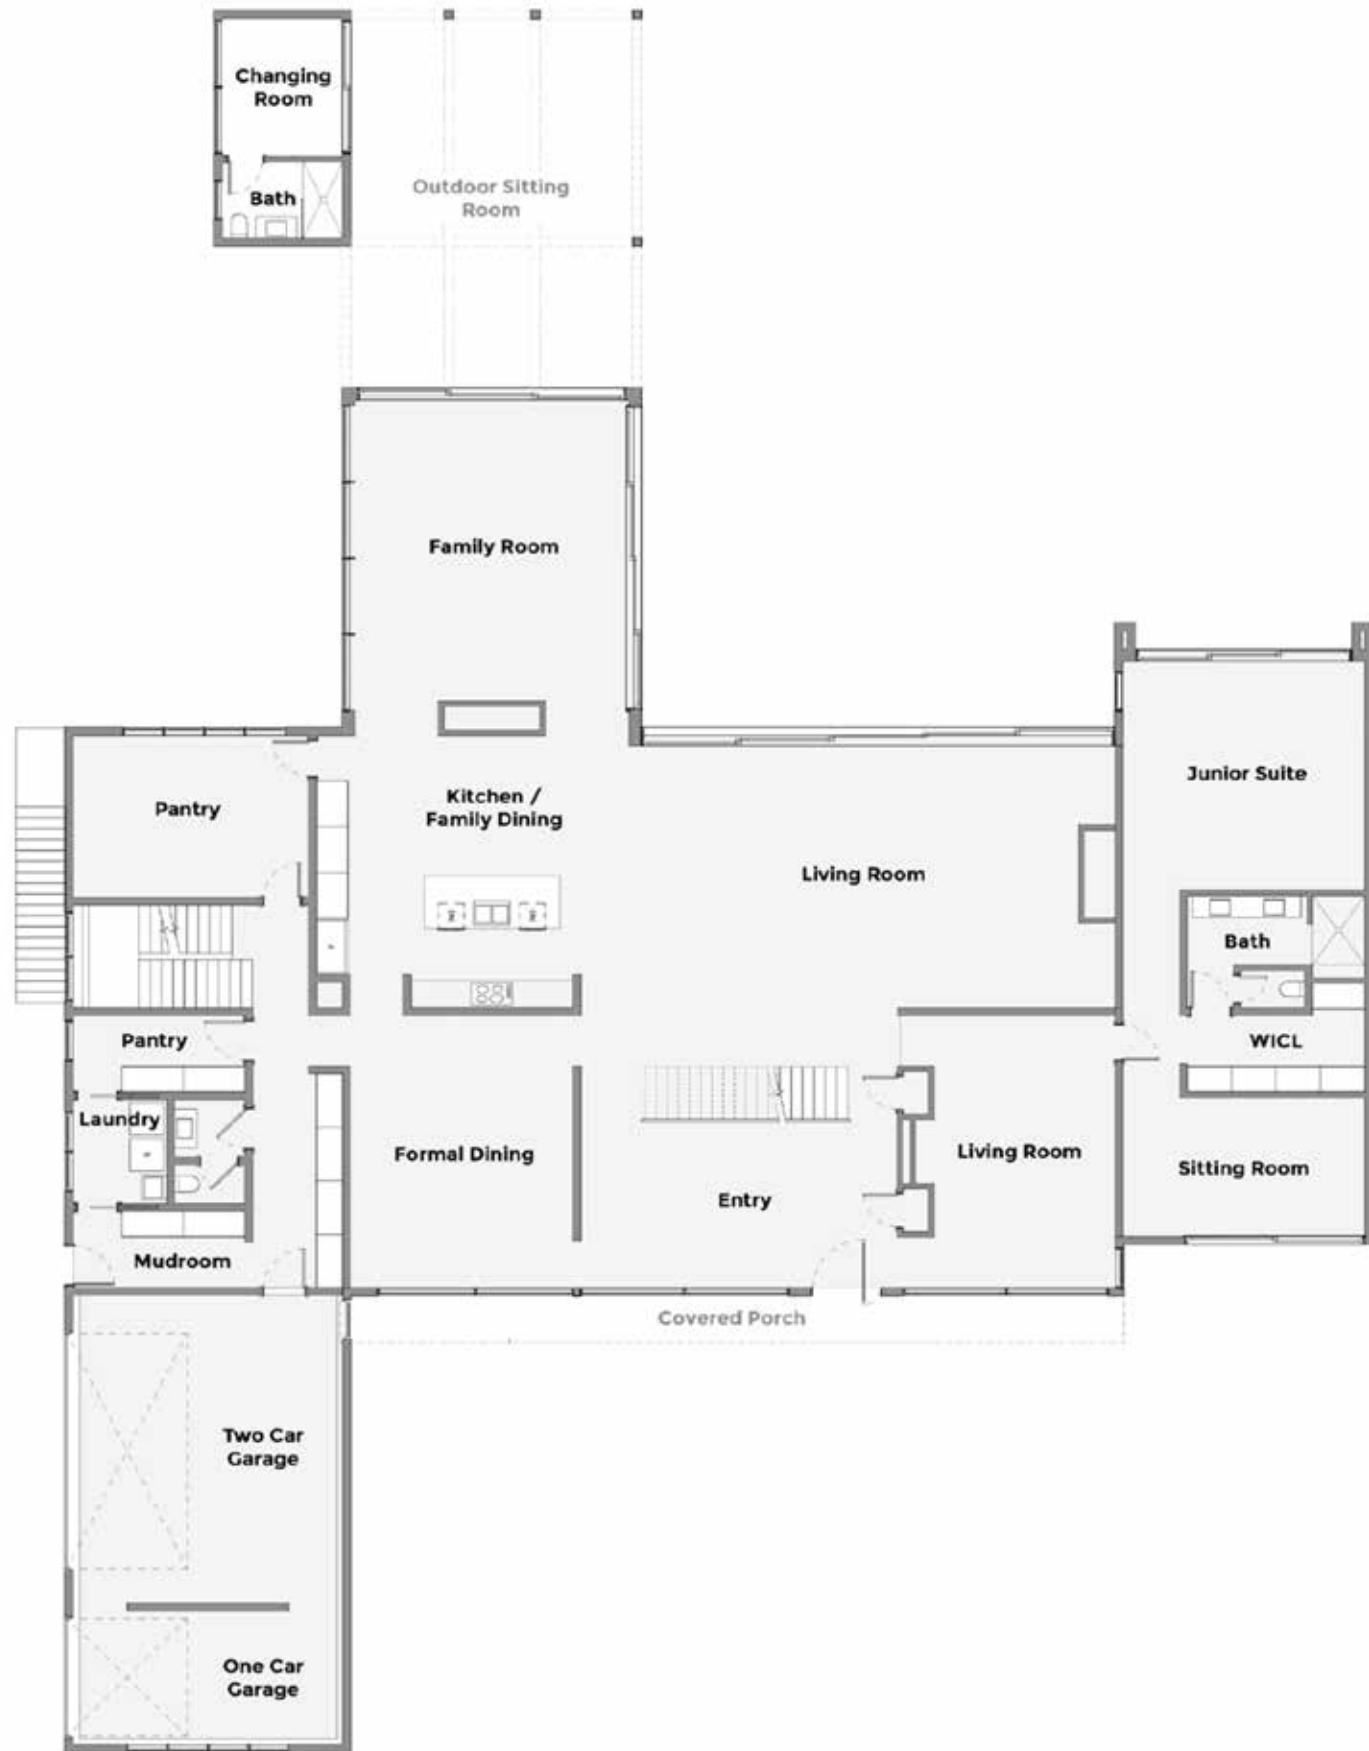 Changing
Room
Bath
Outdoor Sitting
Room
Family Room
Junior Suite
Pantry
Kitchen /
Family Dining
Living Room
Bath
Pantry
WICL
Laundry
Formal Dining
Living Room
Sitting Room
Entry
Mudroom
Covered Porch
Two Car
Garage
One Car
Garage